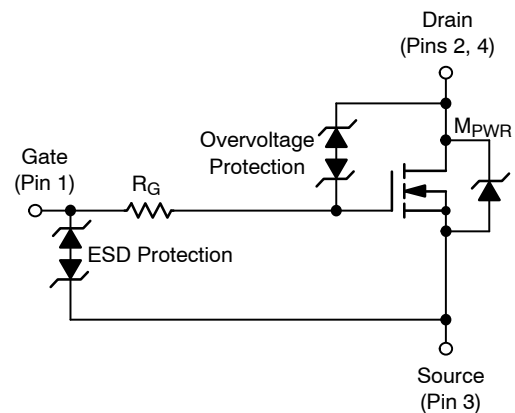 Drain
(Pins 2, 4)
MPWR
Overvoltage
Protection
Gate
(Pin 1)
RG
ESD Protection
Source
(Pin 3)